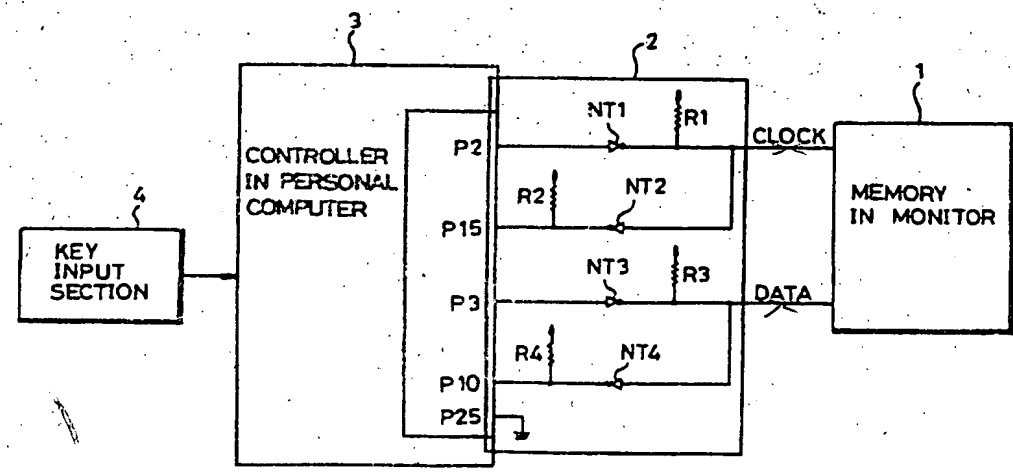 3
2
1
4
CONTROLLER
IN PERSONAL
COMPUTER
KEY
INPUT
SECTION
P2
P15
P3
P10
P25
NT1
R1
R2
NT2
NT3
R3
R4
NT4
CLOCK
DATA
MEMORY
IN MONITOR